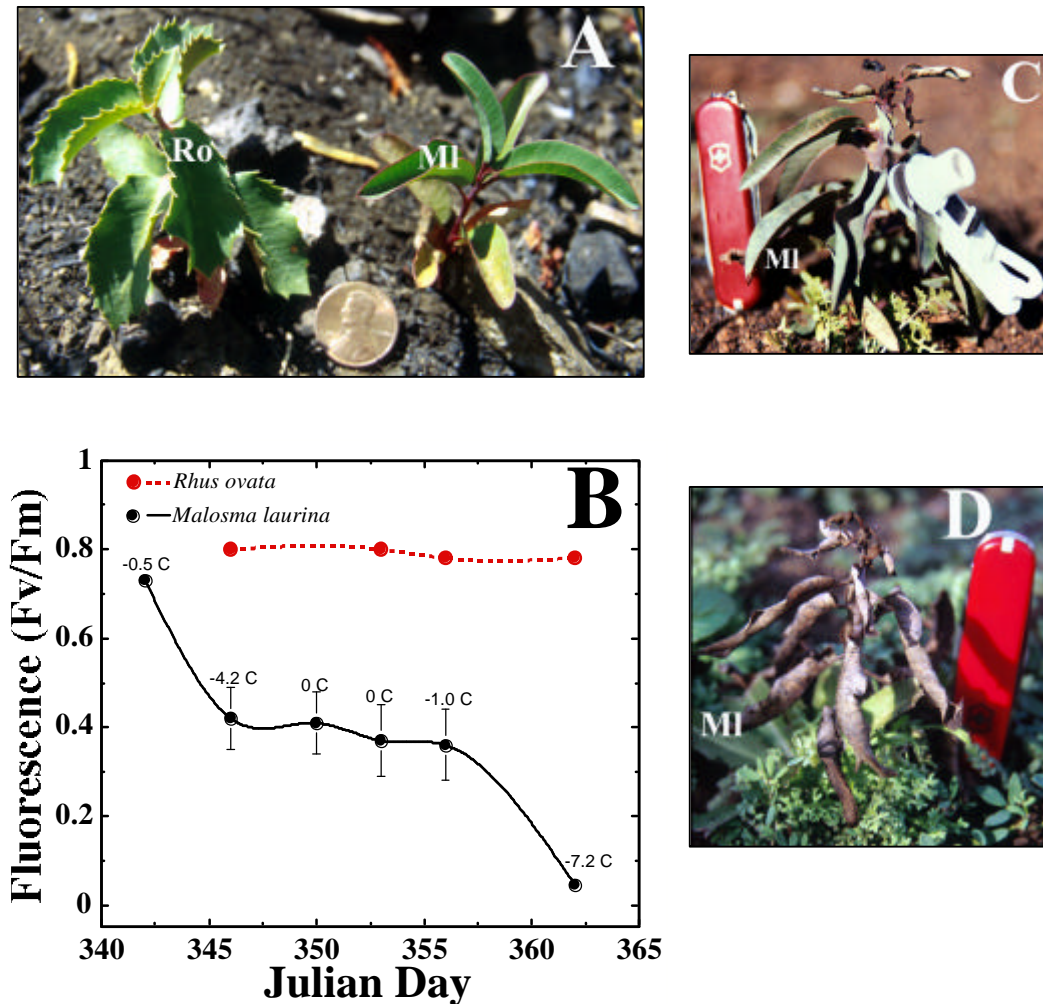 A
Ro
Ml
C
Ml
B
Rhus ovata
Malosma laurina
Fluorescence (Fv/Fm)
1
0.8
0.6
0.4
0.2
0
-0.5 C
-4.2 C
0 C
0 C
-1.0 C
-7.2 C
340 345 350 355 360 365
Julian Day
D
Ml